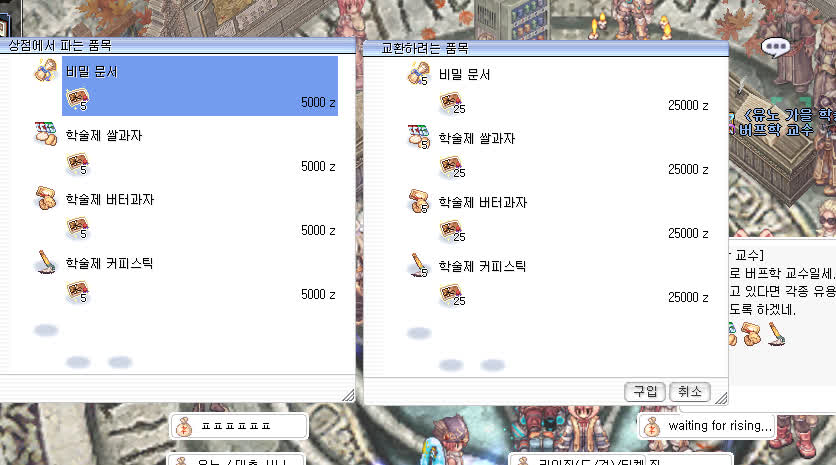 상점에서 파는 품목
비밀 문서
5
5000 z
학술제 쌀과자
5
5000 z
학술제 버터과자
5
5000 z
학술제 커피스틱
5
5000 z
교환하려는 품목
5
비밀 문서
25
25000 z
5
학술제 쌀과자
25
25000 z
5
학술제 버터과자
25
25000 z
5
학술제 커피스틱
25
25000 z
구입
취소
<유노 가을 학
버프학 교수
교수]
로 버프학 교수일세.
고 있다면 각종 유용
도록 하겠네.
ㅍㅍㅍㅍㅍㅍ
waiting for rising...